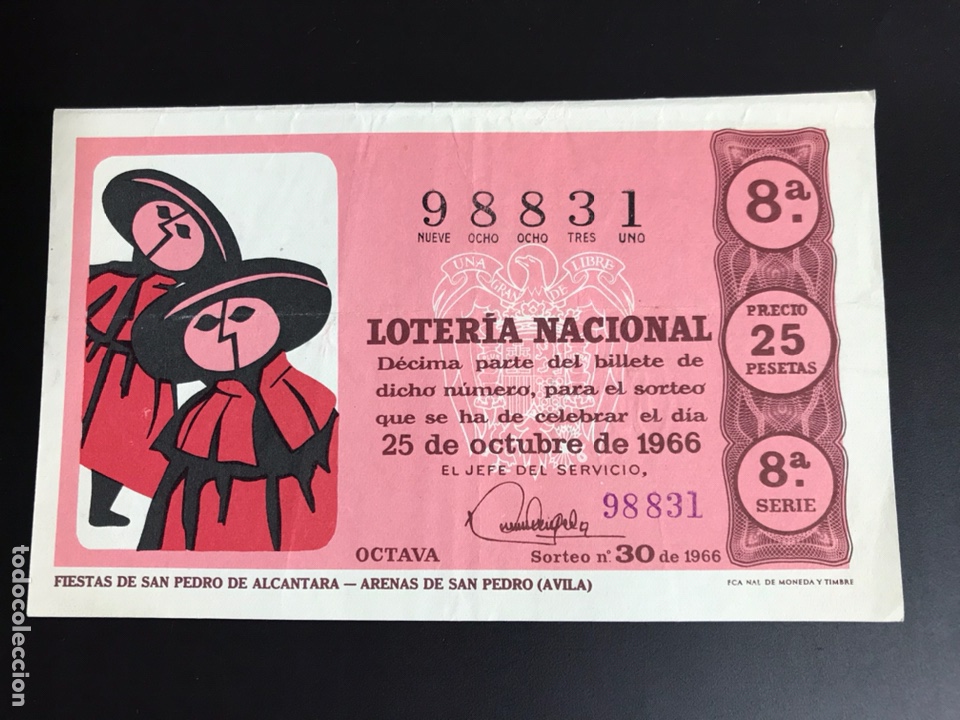 98831
NUEVE OCHO OCHO TRES UNO
UNA GRANDE LIBRE
LOTERÍA NACIONAL
Décima parte del billete de
dicho número, para el sorteo
que se ha de celebrar el día
25 de octubre de 1966
EL JEFE DEL SERVICIO,
98831
OCTAVA
Sorteo nº 30 de 1966
8ª.
PRECIO
25
PESETAS
8ª.
SERIE
FIESTAS DE SAN PEDRO DE ALCANTARA — ARENAS DE SAN PEDRO (AVILA)
FCA NAL DE MONEDA Y TIMBRE
todocoleccion